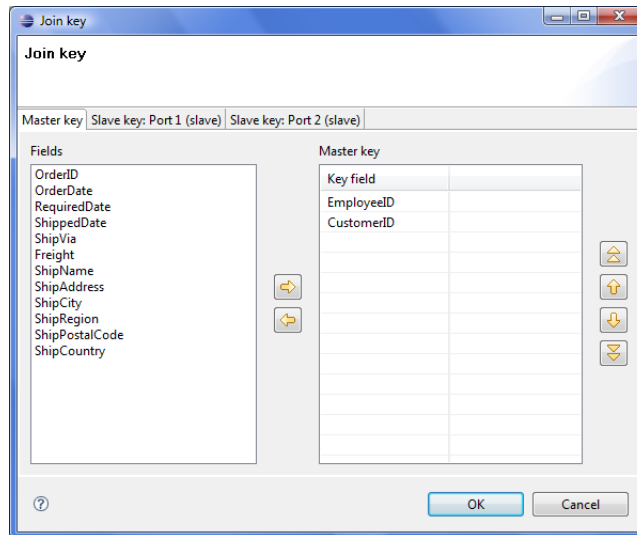 Join key
Join key
Master key Slave key: Port 1 (slave) Slave key: Port 2 (slave)
Fields
OrderID
OrderDate
RequiredDate
ShippedDate
ShipVia
Freight
ShipName
ShipAddress
ShipCity
ShipRegion
ShipPostalCode
ShipCountry
Master key
Key field
EmployeeID
CustomerID
?
OK Cancel